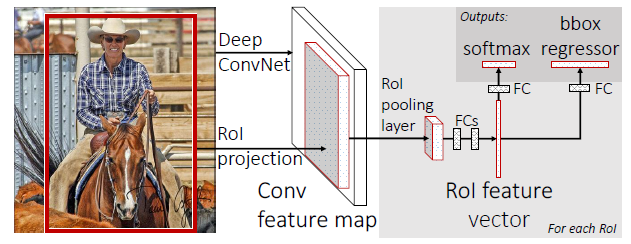 Outputs:
bbox
softmax regressor
Deep
ConvNet
FC
FC
RoI
pooling
layer
FCs
RoI
projection
Conv
feature map
RoI feature
vector
For each RoI